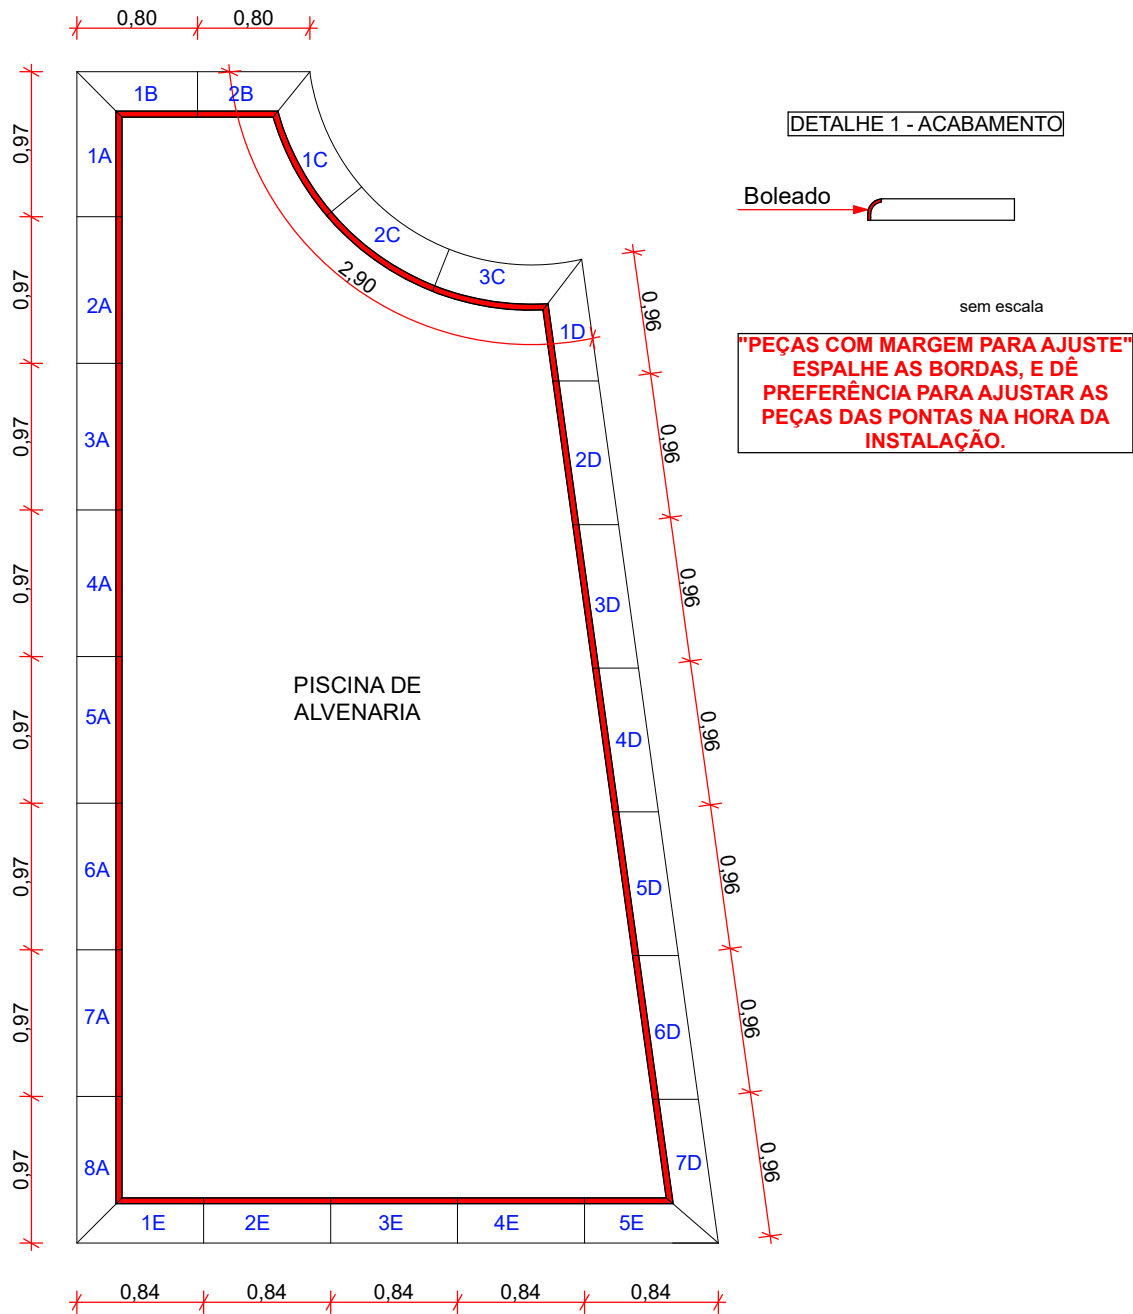 0,80
0,80
1B
2B
DETALHE 1 - ACABAMENTO
0,97
1A
1C
Boleado
2C
2,90
3C
0,97
2A
0,96
1D
sem escala
"PEÇAS COM MARGEM PARA AJUSTE"
ESPALHE AS BORDAS, E DÊ
PREFERÊNCIA PARA AJUSTAR AS
PEÇAS DAS PONTAS NA HORA DA
INSTALAÇÃO.
0,97
3A
2D
0,96
0,97
4A
3D
0,96
PISCINA DE
ALVENARIA
0,97
5A
4D
0,96
0,97
6A
5D
0,96
0,97
7A
6D
0,96
0,97
8A
7D
0,96
1E
2E
3E
4E
5E
0,84
0,84
0,84
0,84
0,84